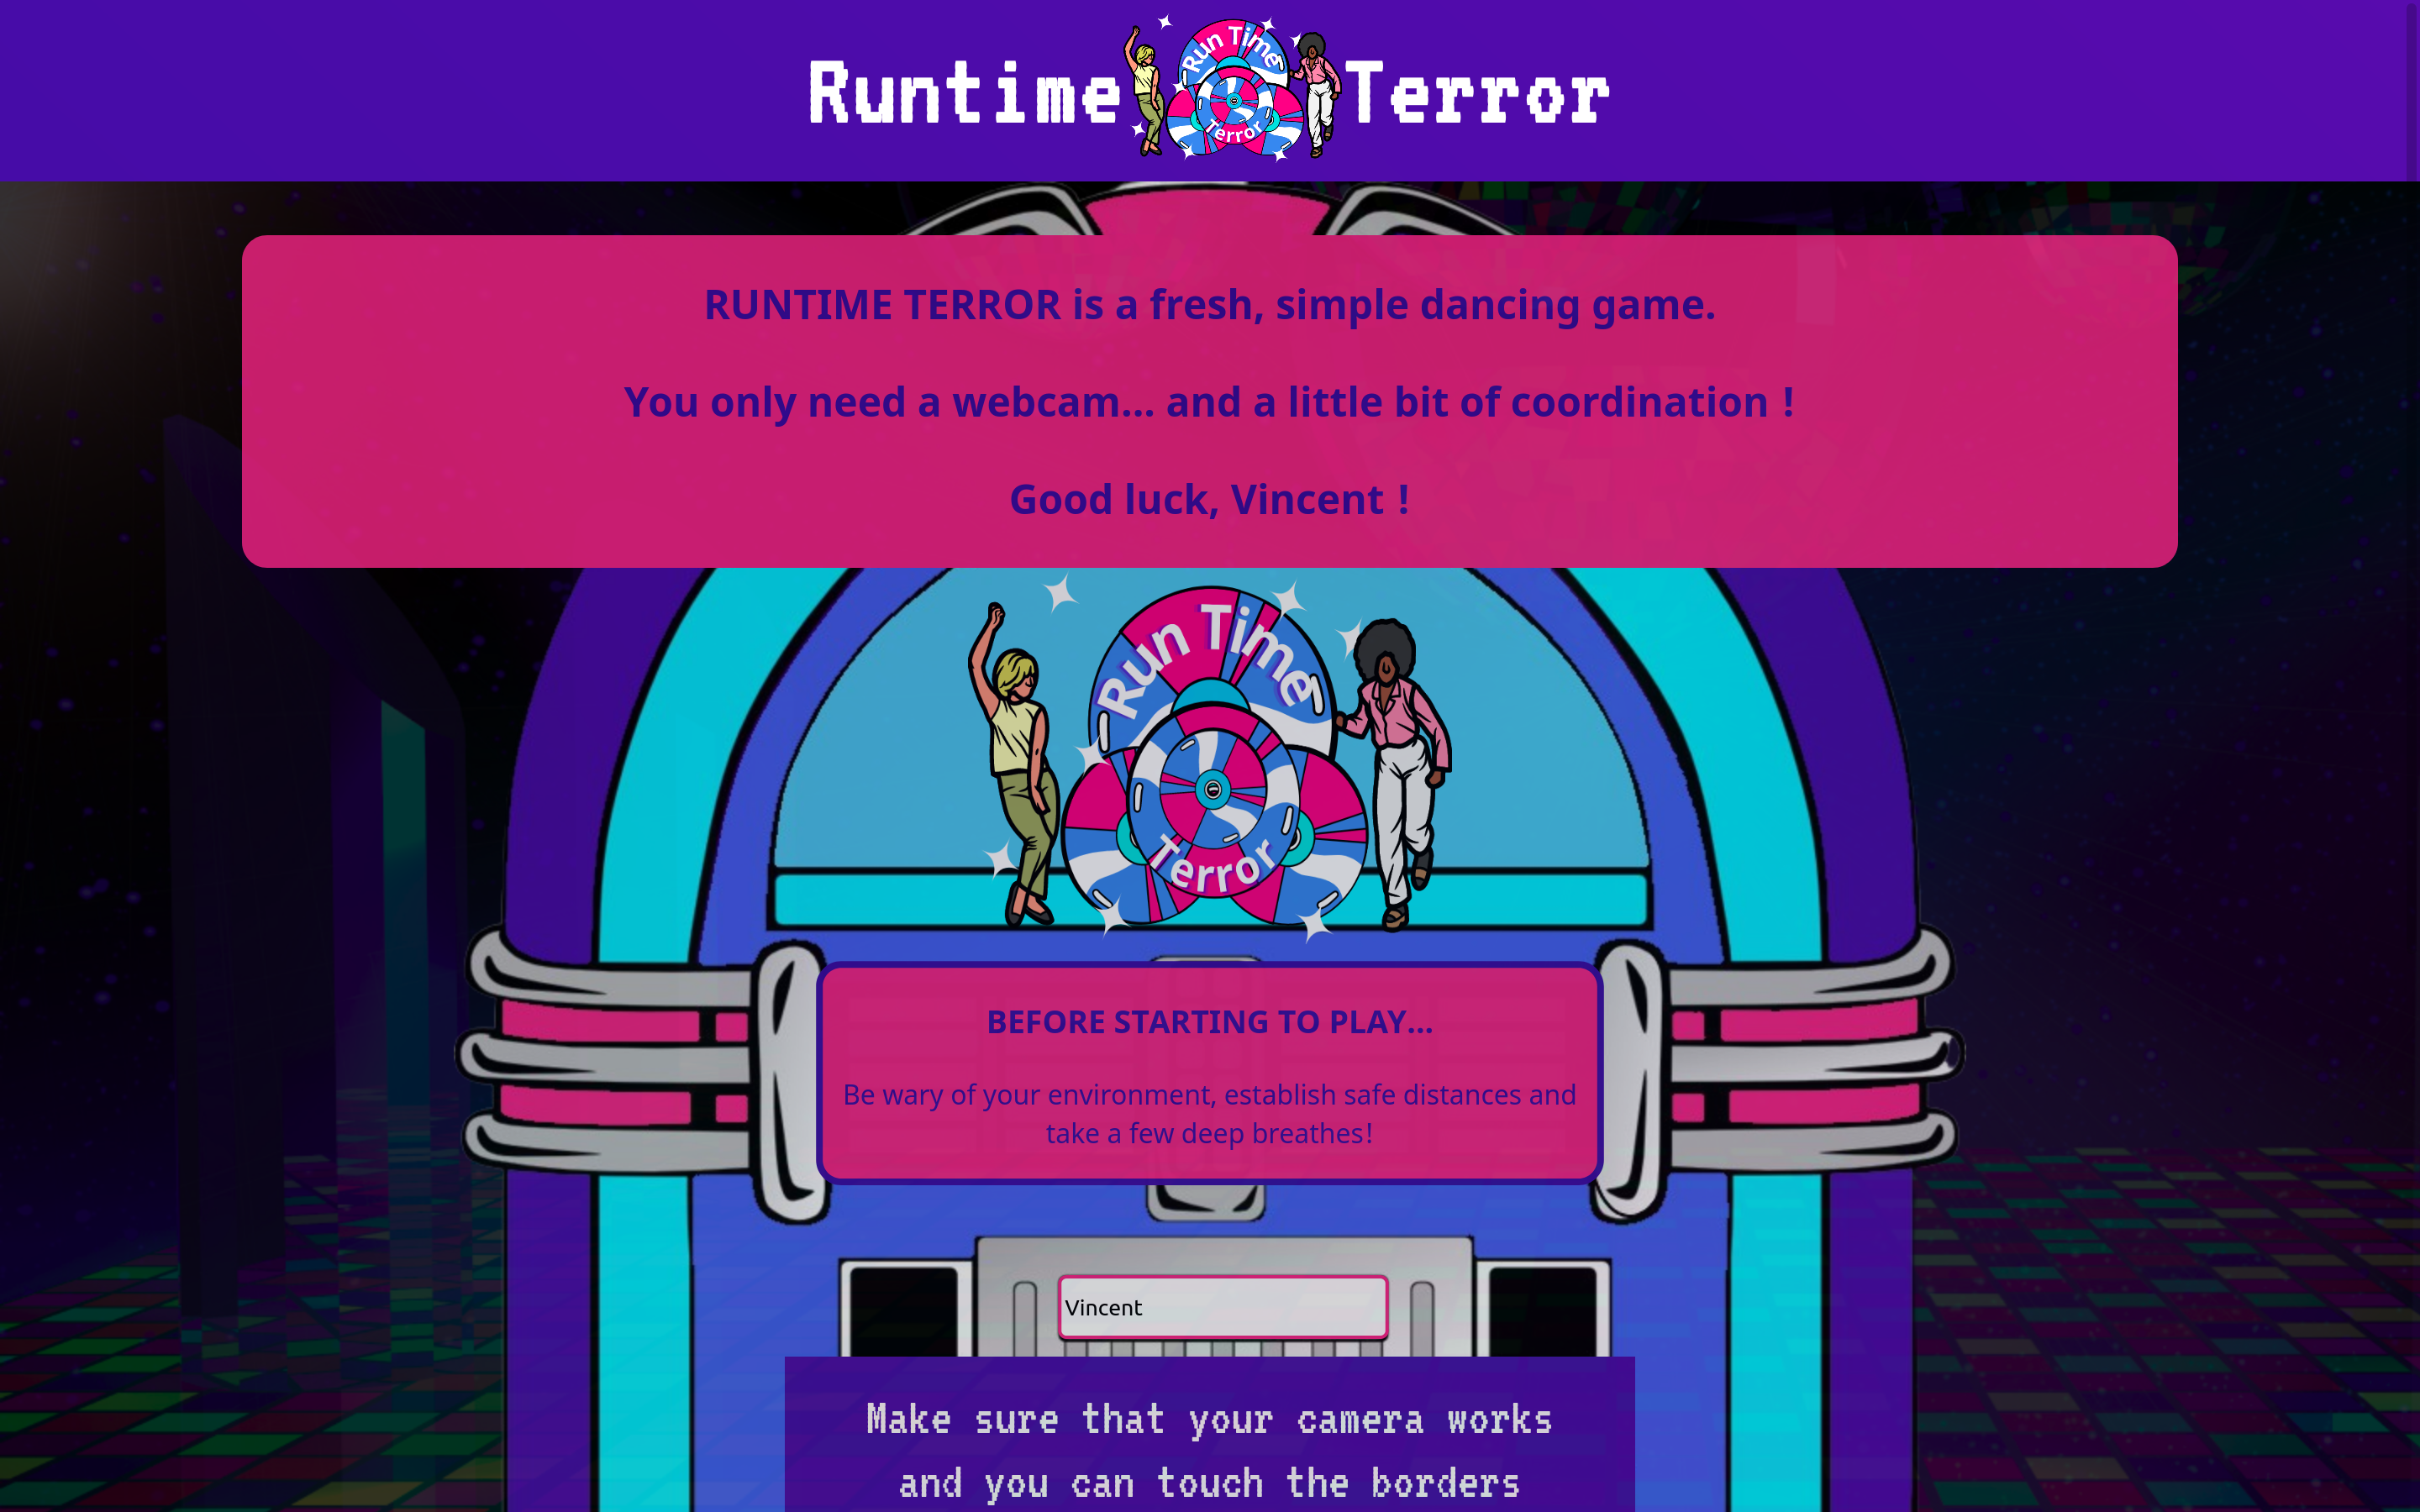 Runtime
Run Time
Terror
Terror
RUNTIME TERROR is a fresh, simple dancing game.
You only need a webcam... and a little bit of coordination !
Good luck, Vincent !
Run Time
Terror
BEFORE STARTING TO PLAY...
Be wary of your environment, establish safe distances and
take a few deep breathes!
Vincent
Make sure that your camera works
and you can touch the borders